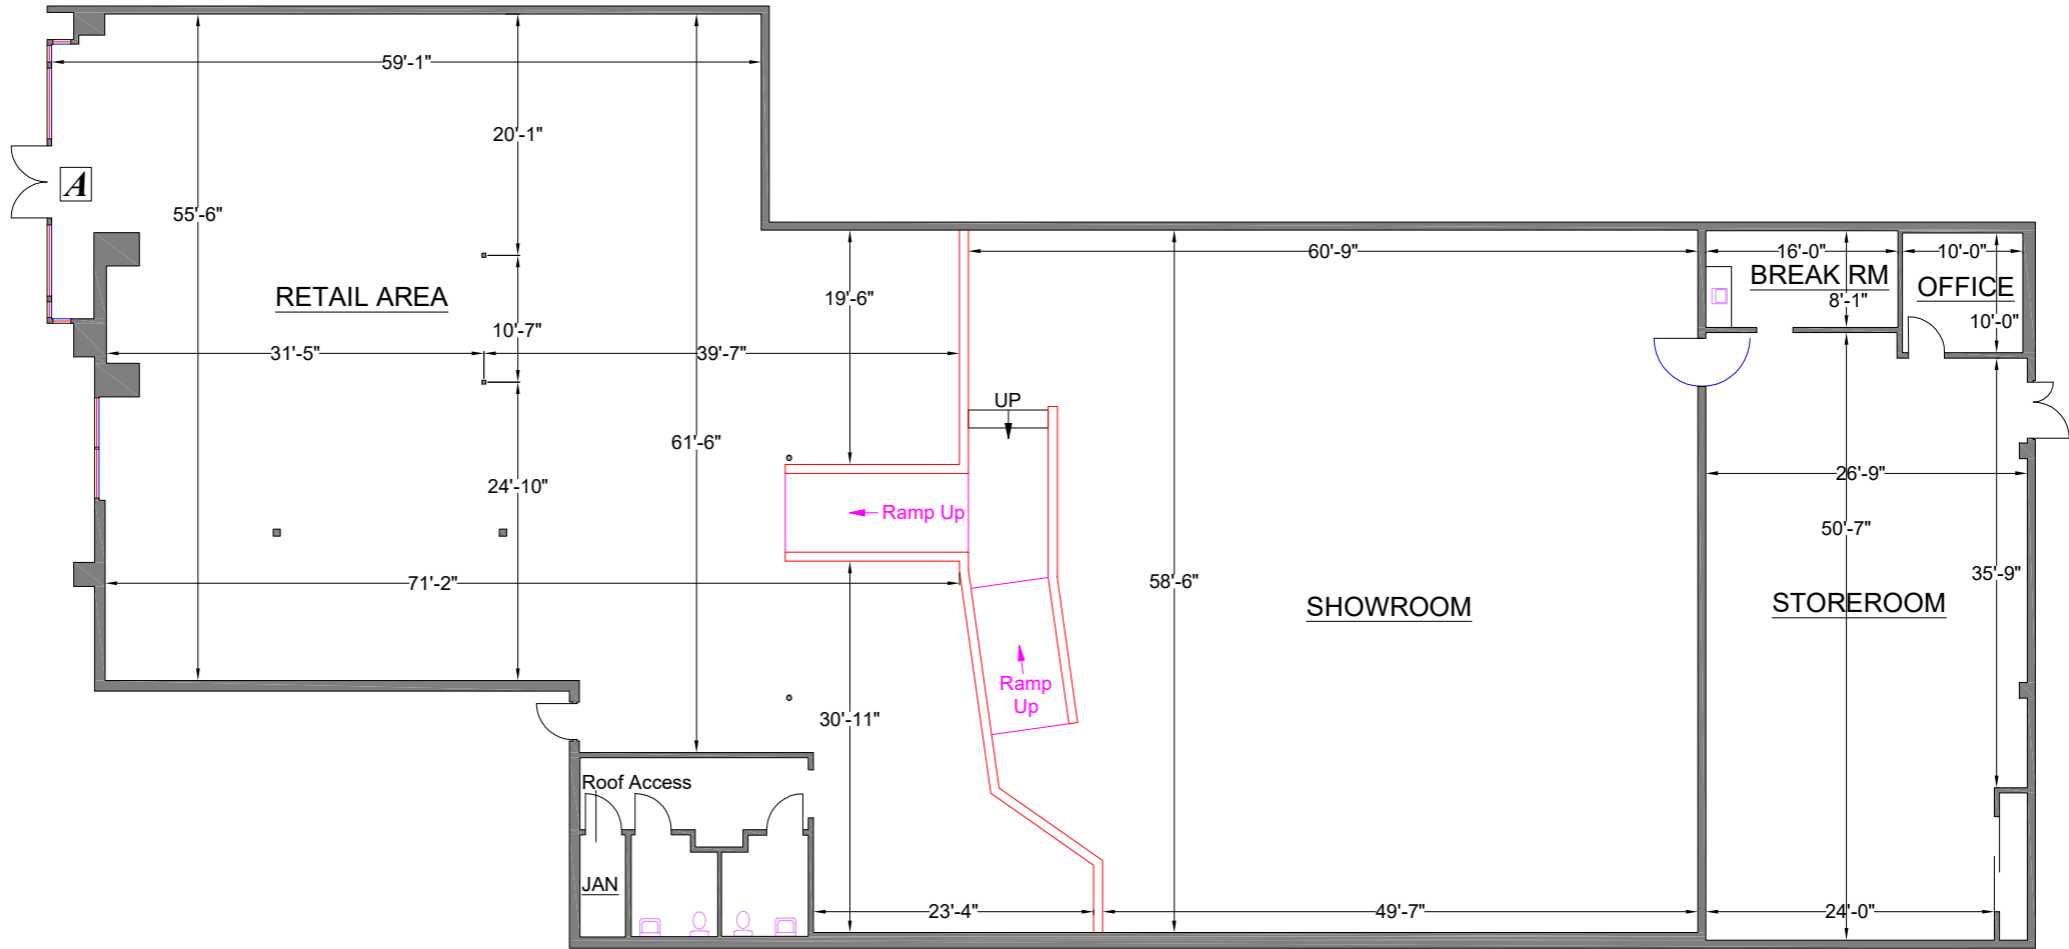 59'-1"
20'-1"
A
55'-6"
60'-9"
16'-0"
10'-0"
BREAK RM
OFFICE
RETAIL AREA
19'-6"
8'-1"
10'-0"
10'-7"
31'-5"
39'-7"
UP
61'-6"
26'-9"
24'-10"
Ramp Up
50'-7"
71'-2"
58'-6"
35'-9"
SHOWROOM
STOREROOM
Ramp
Up
30'-11"
Roof Access
JAN
23'-4"
49'-7"
24'-0"